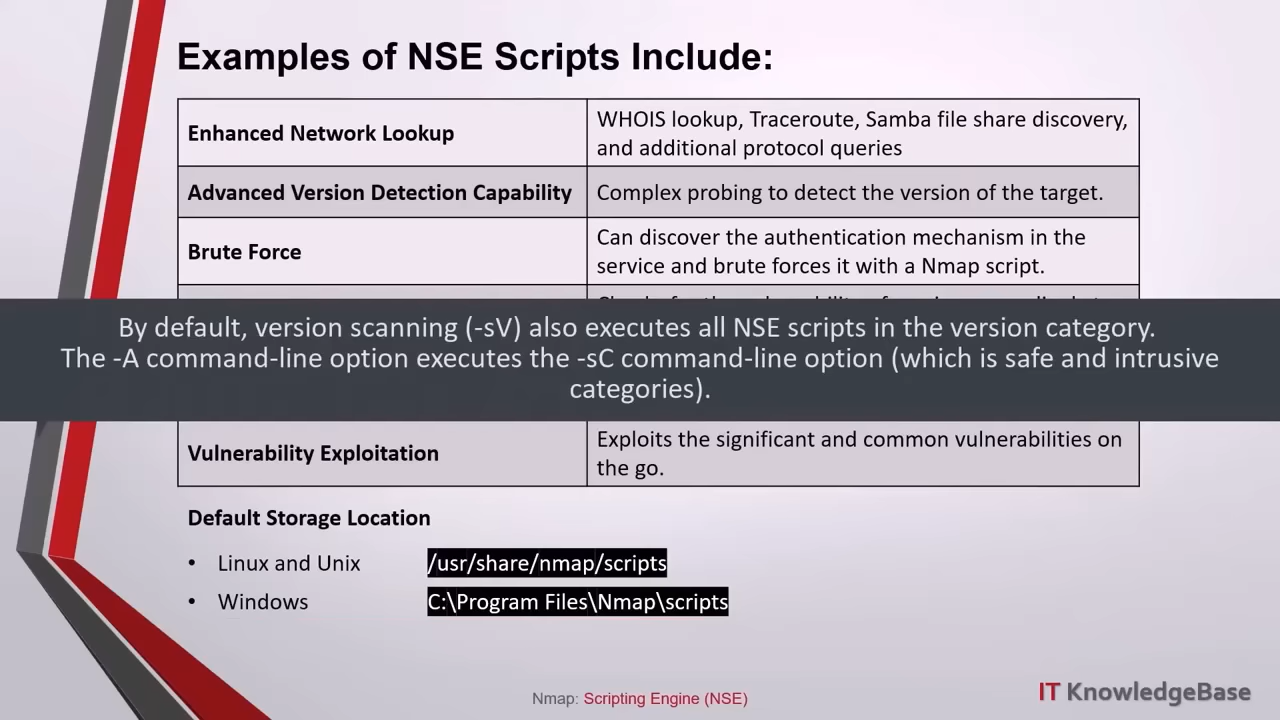 Examples of NSE Scripts Include:
Enhanced Network Lookup
WHOIS lookup, Traceroute, Samba file share discovery,
and additional protocol queries
Advanced Version Detection Capability
Complex probing to detect the version of the target.
Brute Force
Can discover the authentication mechanism in the
service and brute forces it with a Nmap script.
By default, version scanning (-sV) also executes all NSE scripts in the version category.
The -A command-line option executes the -sC command-line option (which is safe and intrusive
categories).
Vulnerability Exploitation
Exploits the significant and common vulnerabilities on
the go.
Default Storage Location
• Linux and Unix /usr/share/nmap/scripts
• Windows C:\Program Files\Nmap\scripts
Nmap: Scripting Engine (NSE)
IT KnowledgeBase